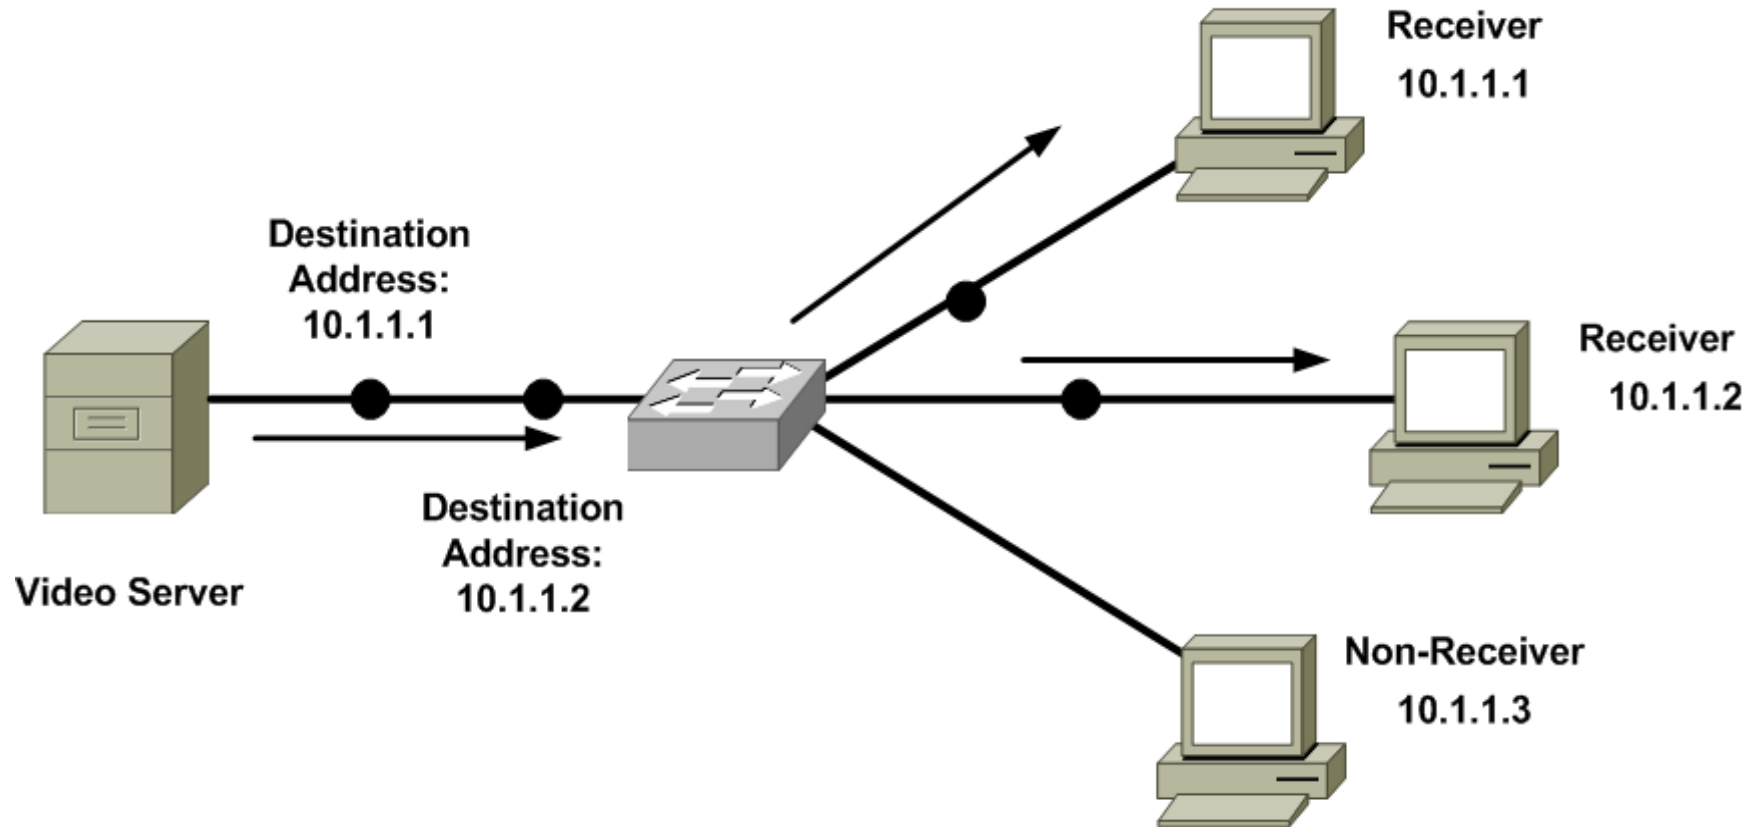 Receiver
10.1.1.1
Destination
Address:
10.1.1.1
Receiver
10.1.1.2
Destination
Address:
10.1.1.2
Video Server
Non-Receiver
10.1.1.3